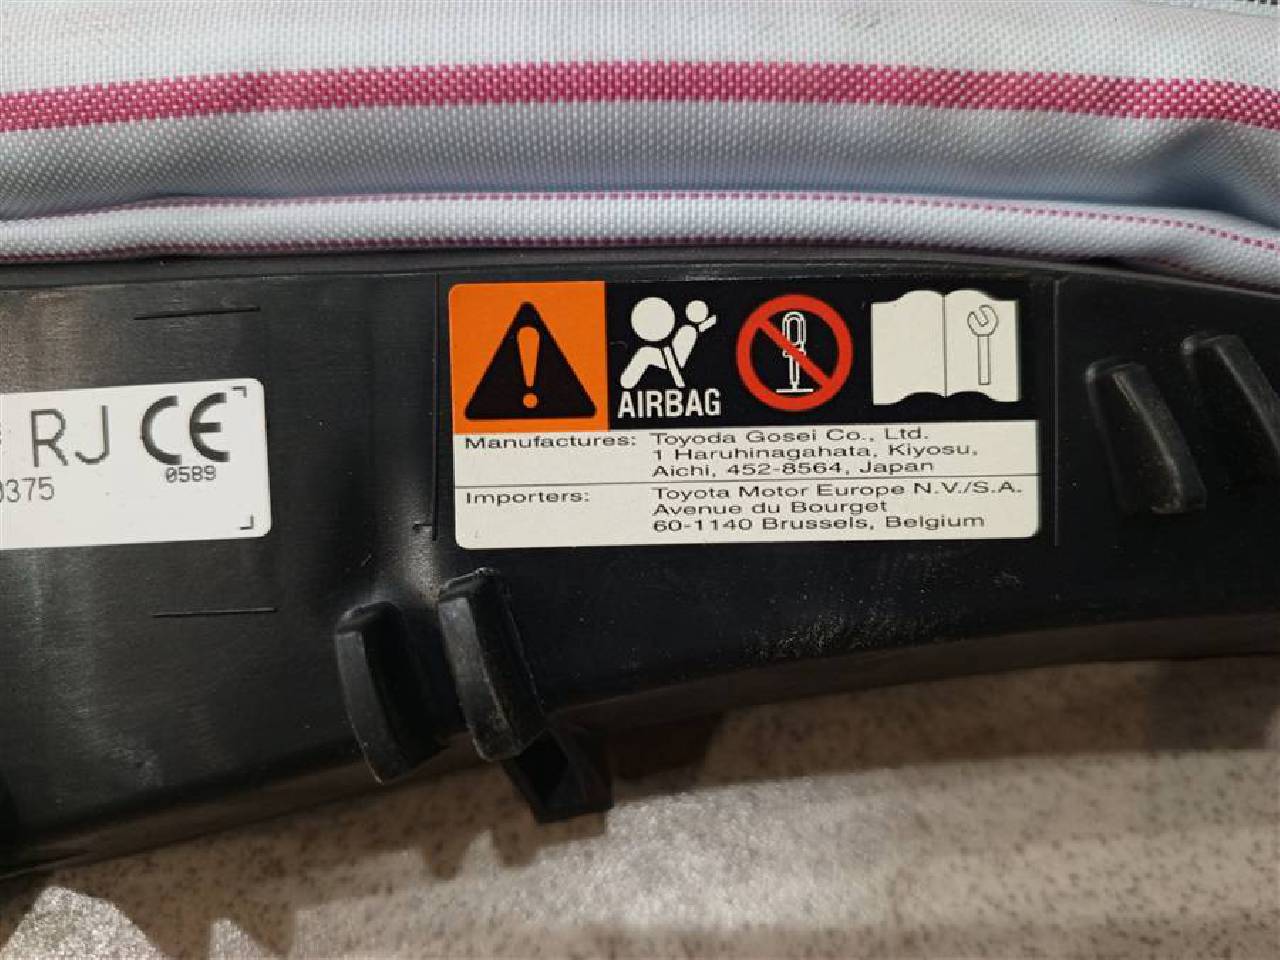 RJ CE
0589
0375
AIRBAG
Manufactures: Toyoda Gosei Co., Ltd.
1 Haruhinagahata, Kiyosu,
Aichi, 452-8564, Japan
Importers: Toyota Motor Europe N.V./S.A.
Avenue du Bourget
60-1140 Brussels, Belgium